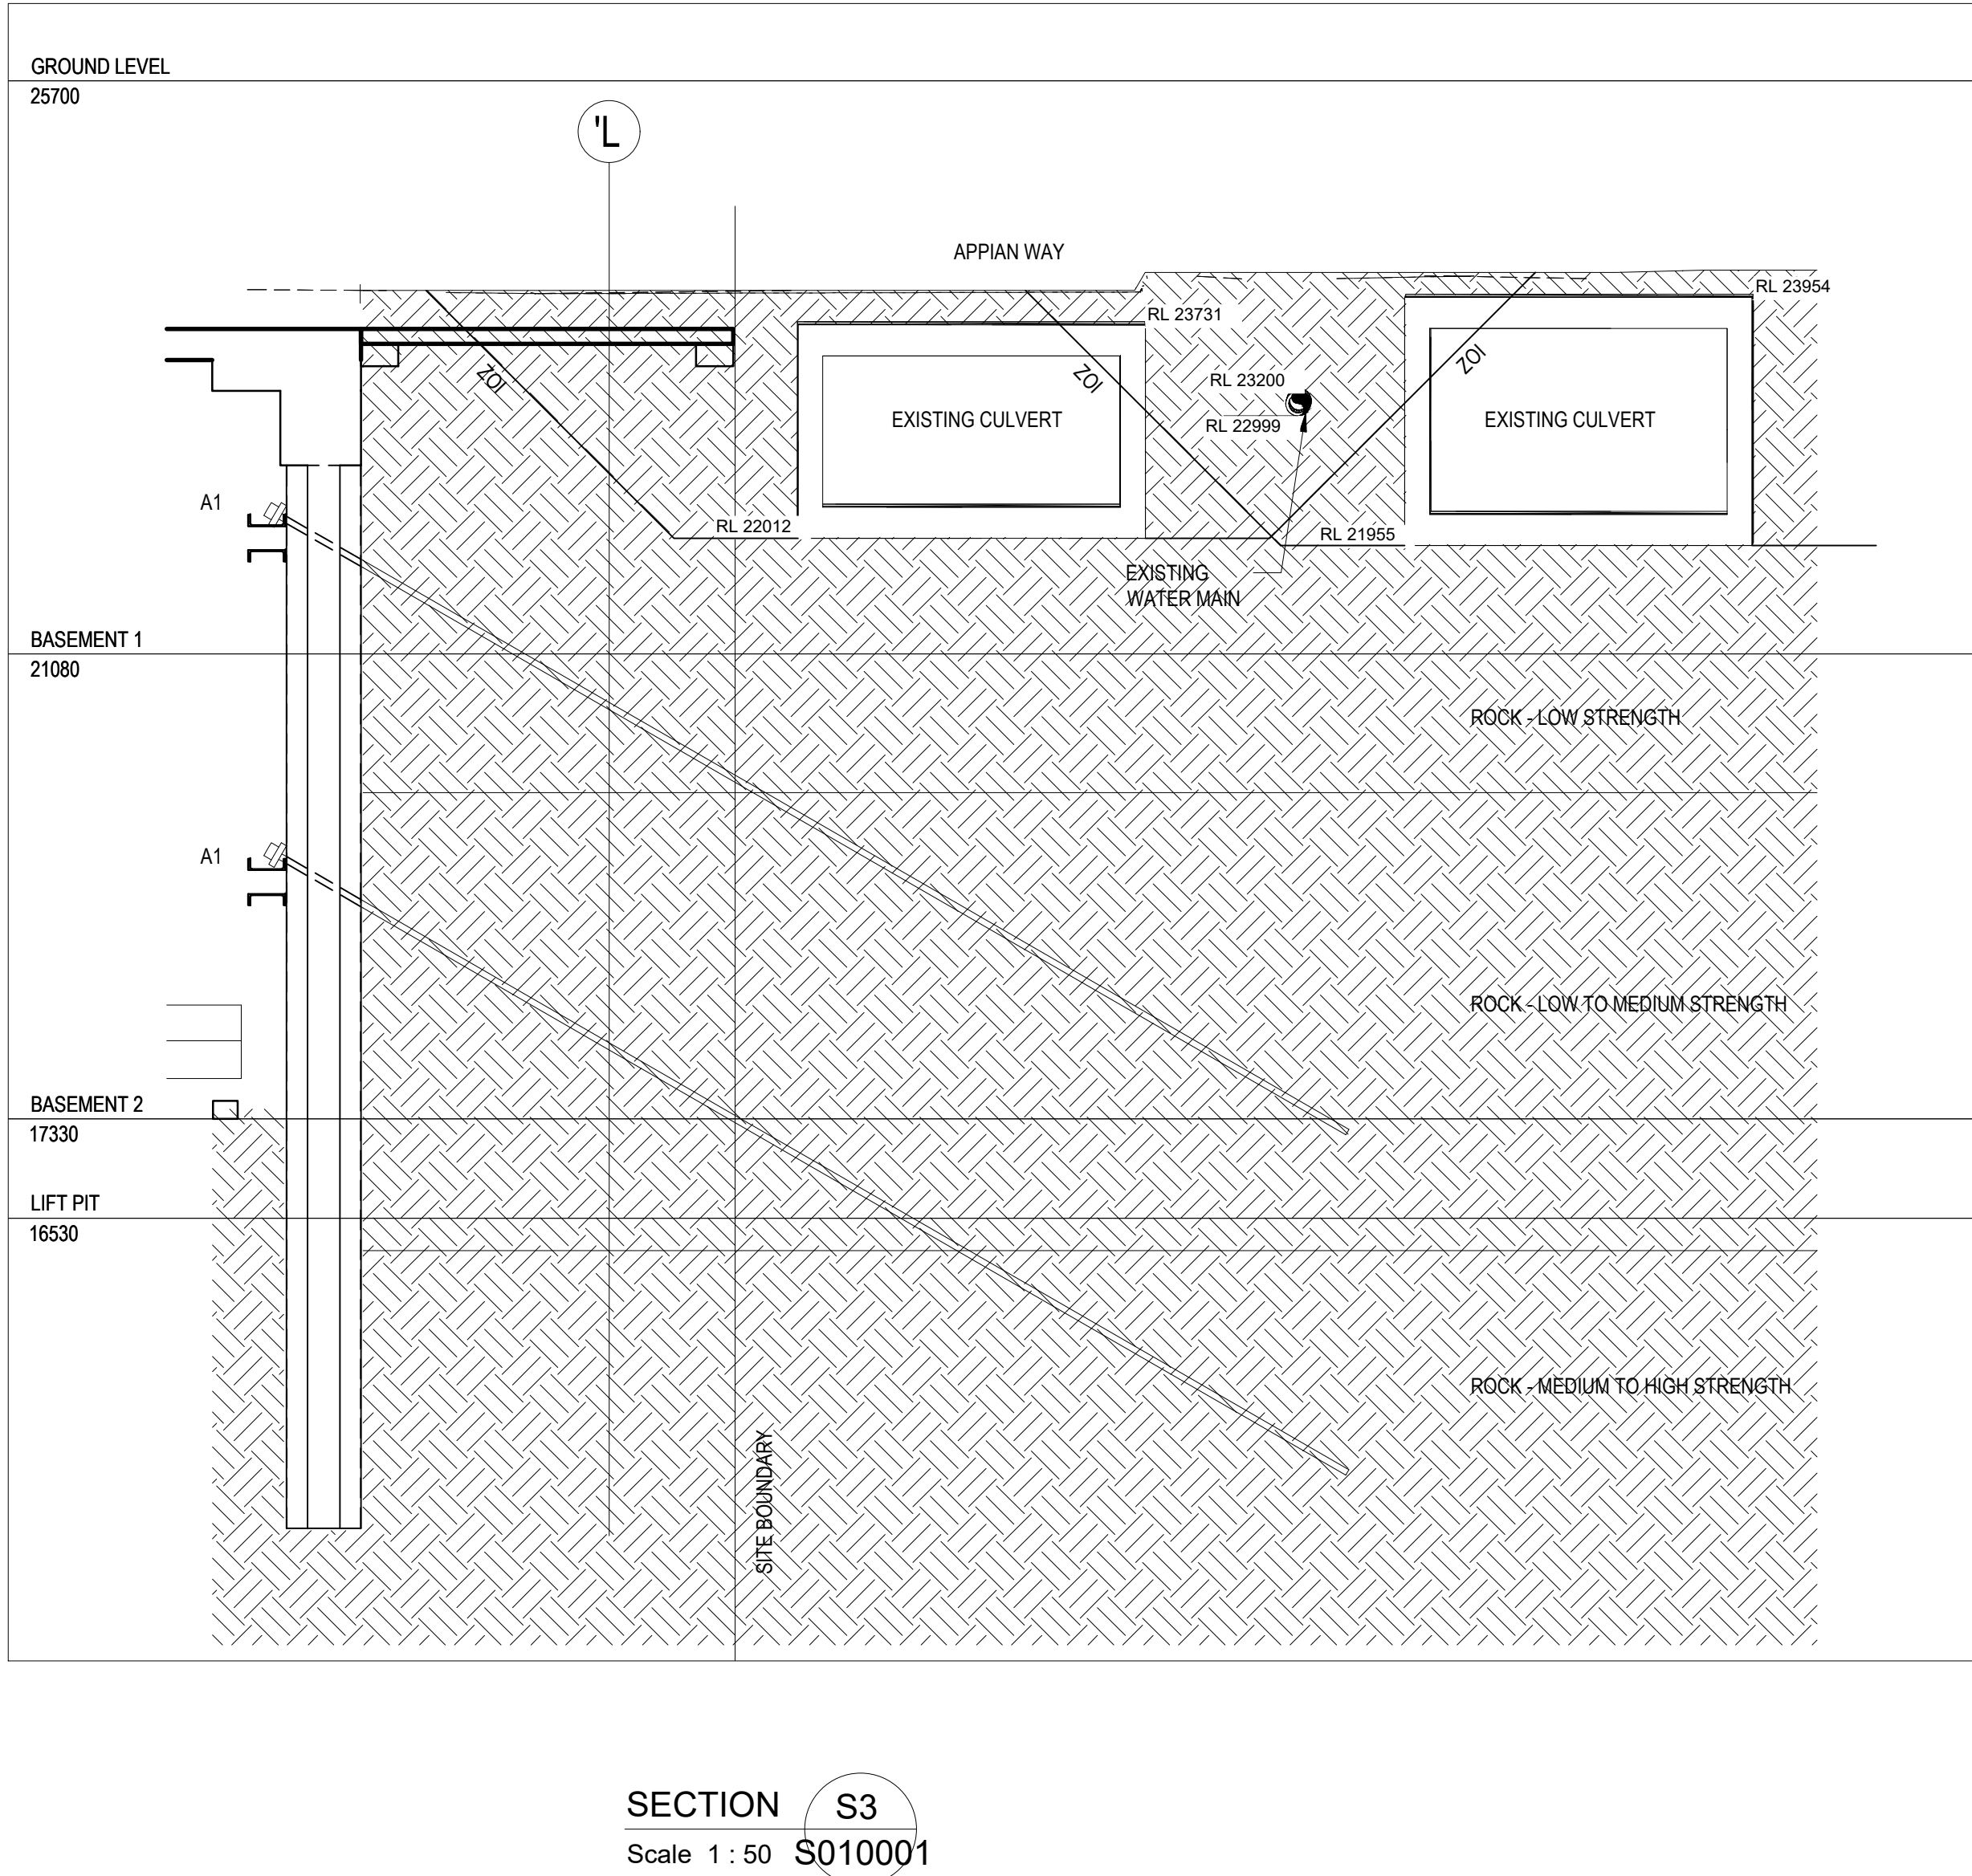 GROUND LEVEL
25700
'L
APPIAN WAY
RL 23954
RL 23731
ZOI
ZOI
ZOI
RL 23200
EXISTING CULVERT
EXISTING CULVERT
RL 22999
A1
RL 22012
RL 21955
EXISTING
WATER MAIN
BASEMENT 1
21080
ROCK - LOW STRENGTH
A1
ROCK - LOW TO MEDIUM STRENGTH
BASEMENT 2
17330
LIFT PIT
16530
ROCK - MEDIUM TO HIGH STRENGTH
SITE BOUNDARY
SECTION S3
Scale 1 : 50 S010001